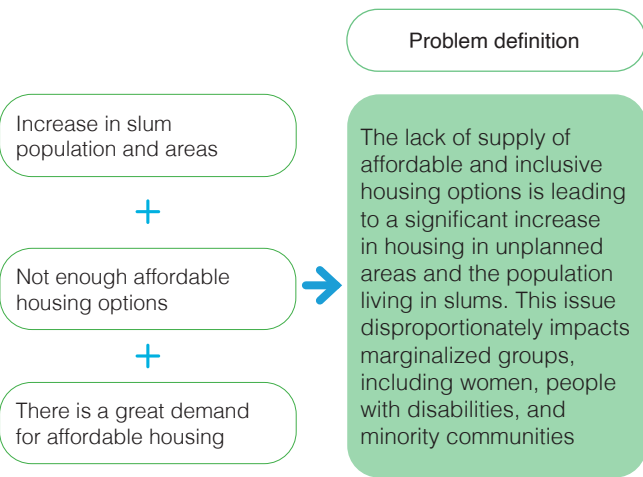 Problem definition
Increase in slum
population and areas
+
Not enough affordable
housing options
+
There is a great demand
for affordable housing
The lack of supply of
affordable and inclusive
housing options is leading
to a significant increase
in housing in unplanned
areas and the population
living in slums. This issue
disproportionately impacts
marginalized groups,
including women, people
with disabilities, and
minority communities